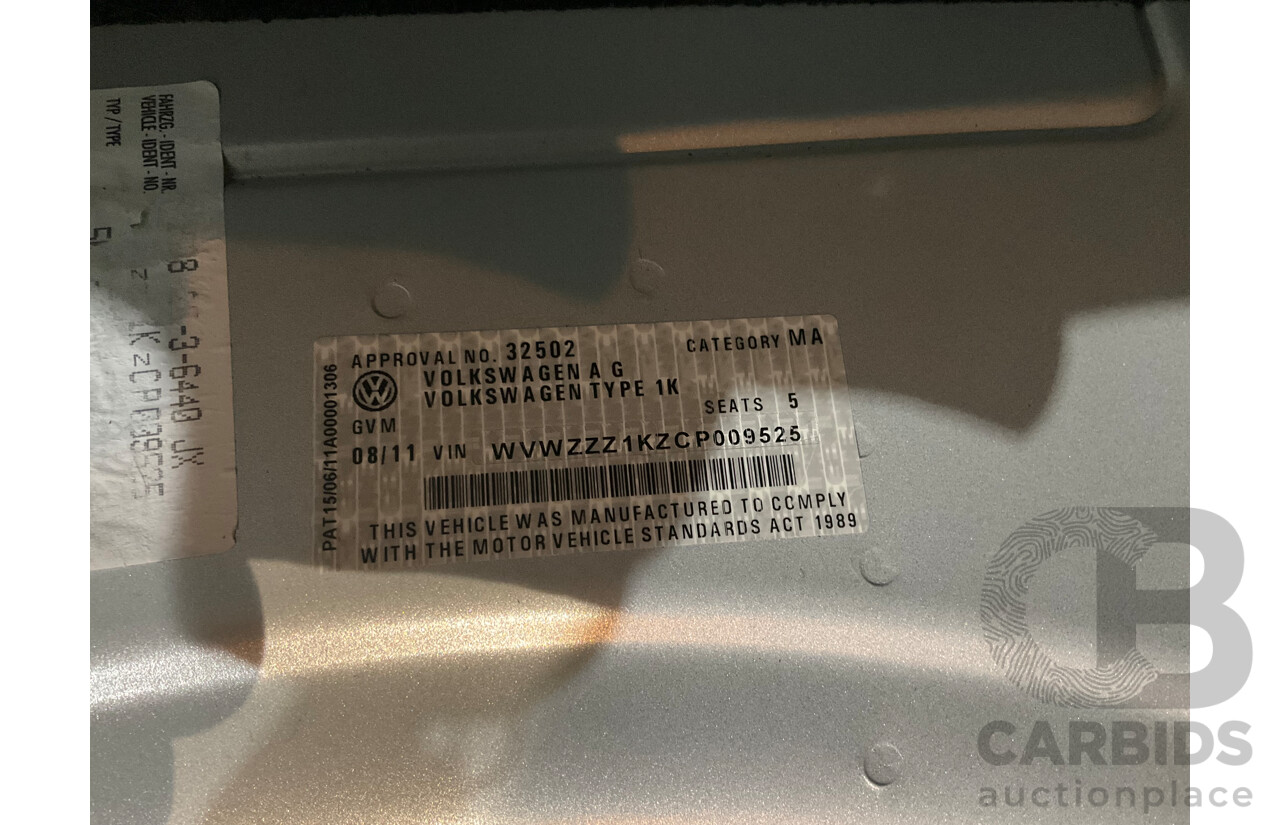 FAHRZG. - IDENT - NR.
VEHICLE - IDENT - NO.
TYP / TYPE
-3-6440 JX
APPROVAL NO. 32502
CATEGORY MA
VOLKSWAGEN A G
VOLKSWAGEN TYPE 1K
SEATS 5
GVM
08/11 VIN WVWZZZ1KZCP009525
PAT15/06/11A00001306
THIS VEHICLE WAS MANUFACTURED TO COMPLY
WITH THE MOTOR VEHICLE STANDARDS ACT 1989
CB
CARBIDS
auctionplace